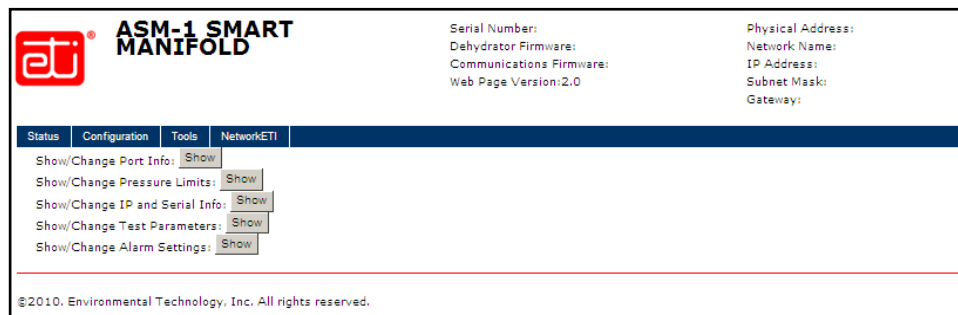 eti®
ASM-1 SMART
MANIFOLD
Serial Number:
Dehydrator Firmware:
Communications Firmware:
Web Page Version:2.0
Physical Address:
Network Name:
IP Address:
Subnet Mask:
Gateway:
Status Configuration Tools NetworkETI
Show/Change Port Info: Show
Show/Change Pressure Limits: Show
Show/Change IP and Serial Info: Show
Show/Change Test Parameters: Show
Show/Change Alarm Settings: Show
©2010. Environmental Technology, Inc. All rights reserved.